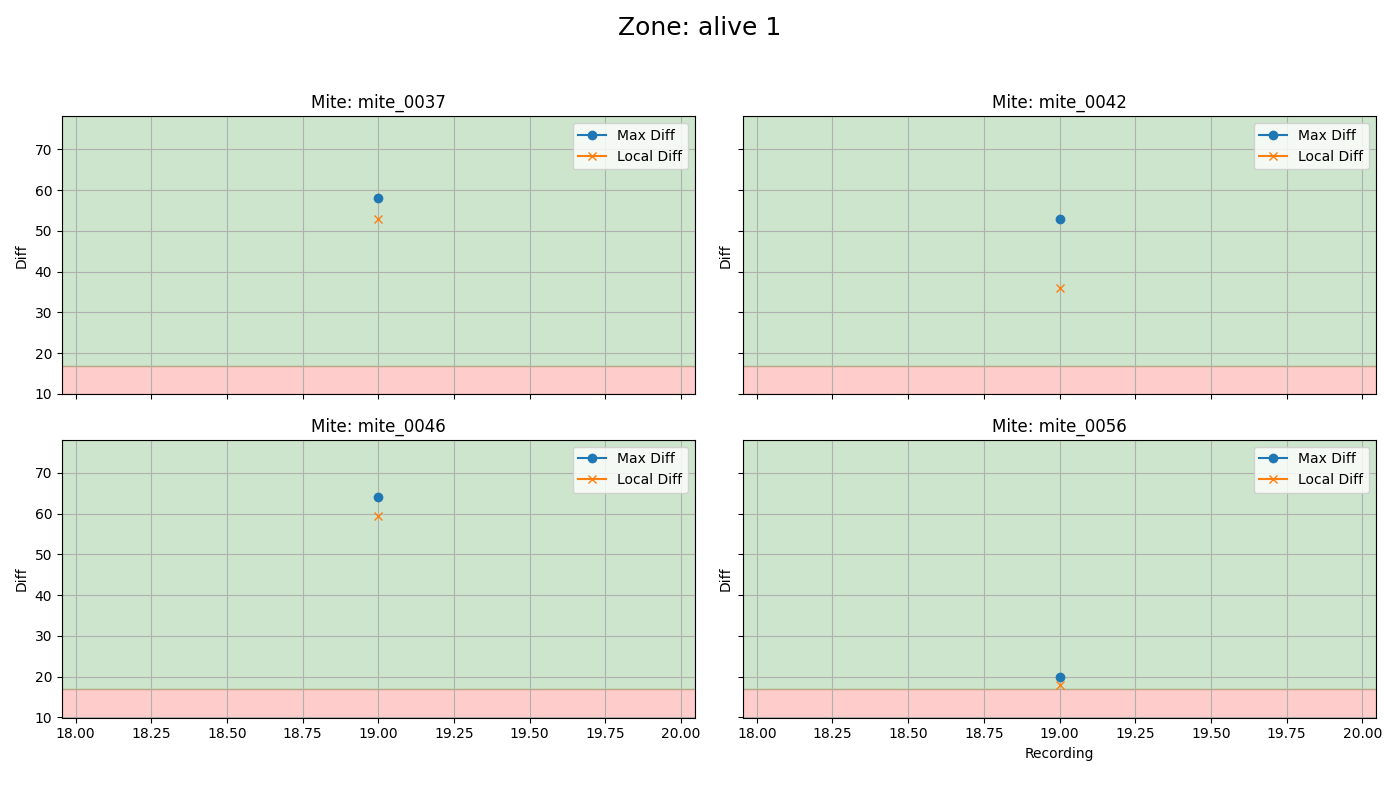 Zone: alive 1
Mite: mite_0037
Diff
70
60
50
40
30
20
10
Max Diff
Local Diff
Mite: mite_0042
Diff
Max Diff
Local Diff
Mite: mite_0046
Diff
70
60
50
40
30
20
10
Max Diff
Local Diff
18.00 18.25 18.50 18.75 19.00 19.25 19.50 19.75 20.00
Mite: mite_0056
Diff
Max Diff
Local Diff
18.00 18.25 18.50 18.75 19.00 19.25 19.50 19.75 20.00
Recording